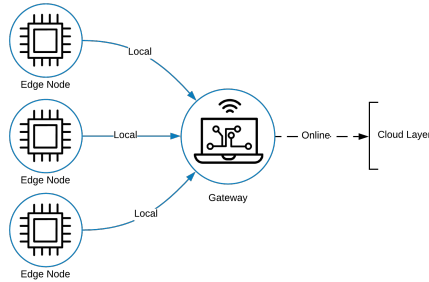 Local
Edge Node
Local
Online
Cloud Layer
Edge Node
Gateway
Local
Edge Node